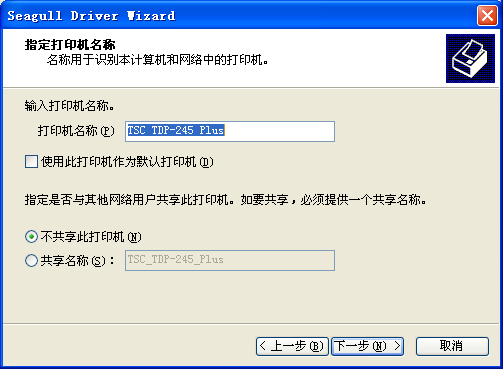 Seagull Driver Wizard
指定打印机名称
名称用于识别本计算机和网络中的打印机。
输入打印机名称。
打印机名称(P)
TSC TDP-245 Plus
使用此打印机作为默认打印机(D)
指定是否与其他网络用户共享此打印机。如要共享，必须提供一个共享名称。
不共享此打印机(N)
共享名称(S)：
TSC_TDP-245_Plus
< 上一步(B)
下一步(N) >
取消